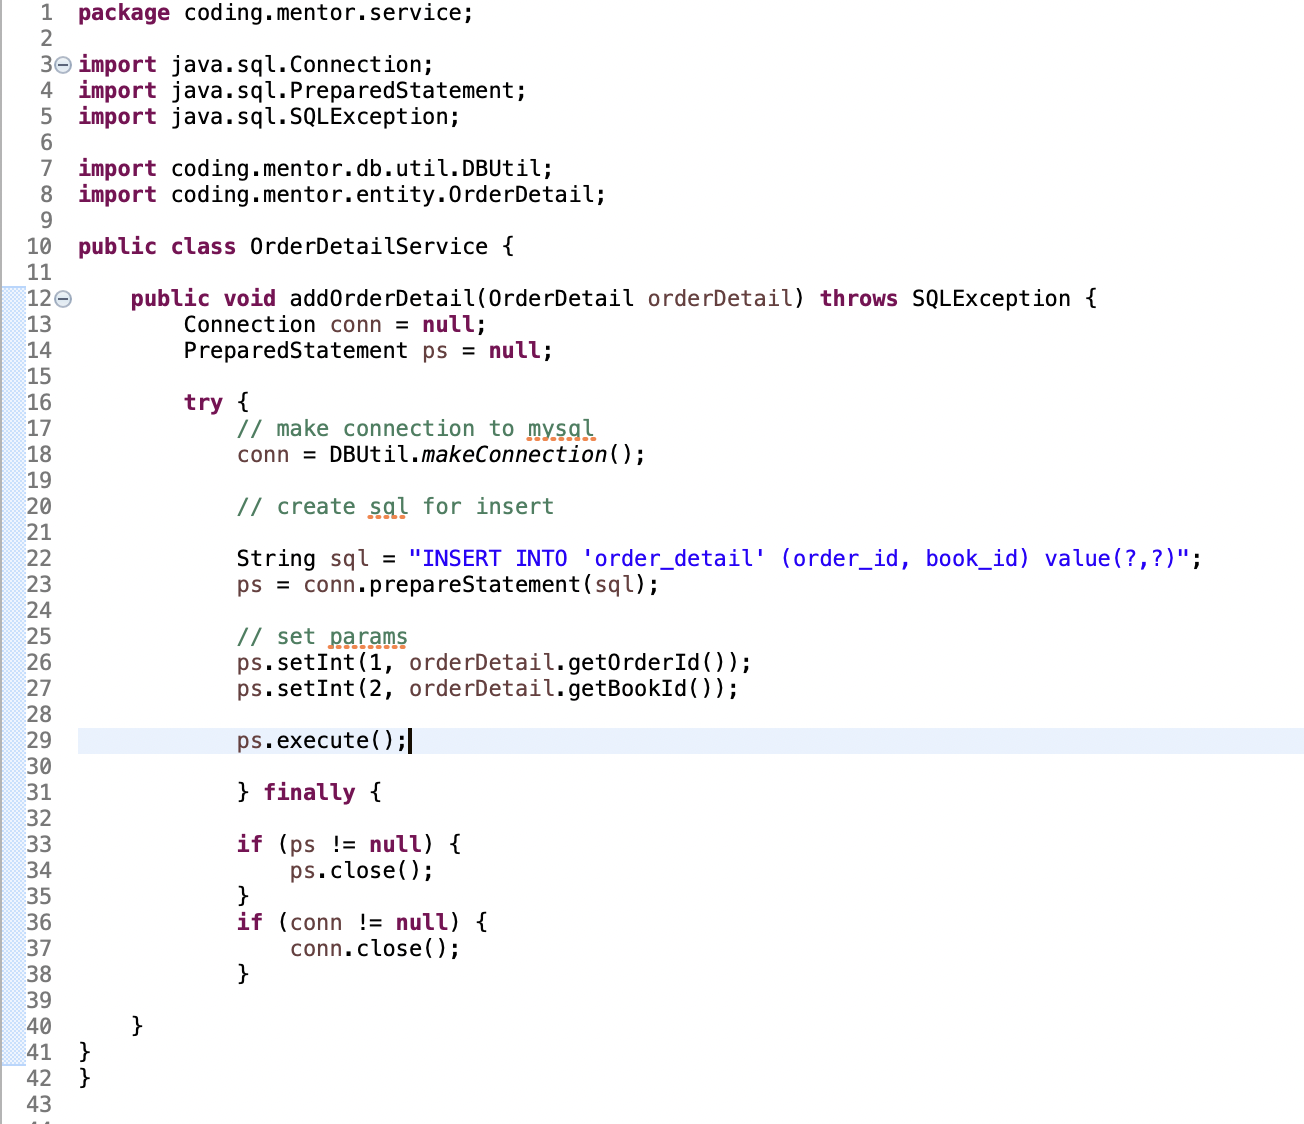 1 package coding.mentor.service;
2
3 import java.sql.Connection;
4 import java.sql.PreparedStatement;
5 import java.sql.SQLException;
6
7 import coding.mentor.db.util.DBUtil;
8 import coding.mentor.entity.OrderDetail;
9
10 public class OrderDetailService {
11
12     public void addOrderDetail(OrderDetail orderDetail) throws SQLException {
13         Connection conn = null;
14         PreparedStatement ps = null;
15
16         try {
17             // make connection to mysql
18             conn = DBUtil.makeConnection();
19
20             // create sql for insert
21
22             String sql = "INSERT INTO 'order_detail' (order_id, book_id) value(?,?)";
23             ps = conn.prepareStatement(sql);
24
25             // set params
26             ps.setInt(1, orderDetail.getOrderId());
27             ps.setInt(2, orderDetail.getBookId());
28
29             ps.execute();
30
31             } finally {
32
33             if (ps != null) {
34                 ps.close();
35             }
36             if (conn != null) {
37                 conn.close();
38             }
39
40     }
41 }
42 }
43